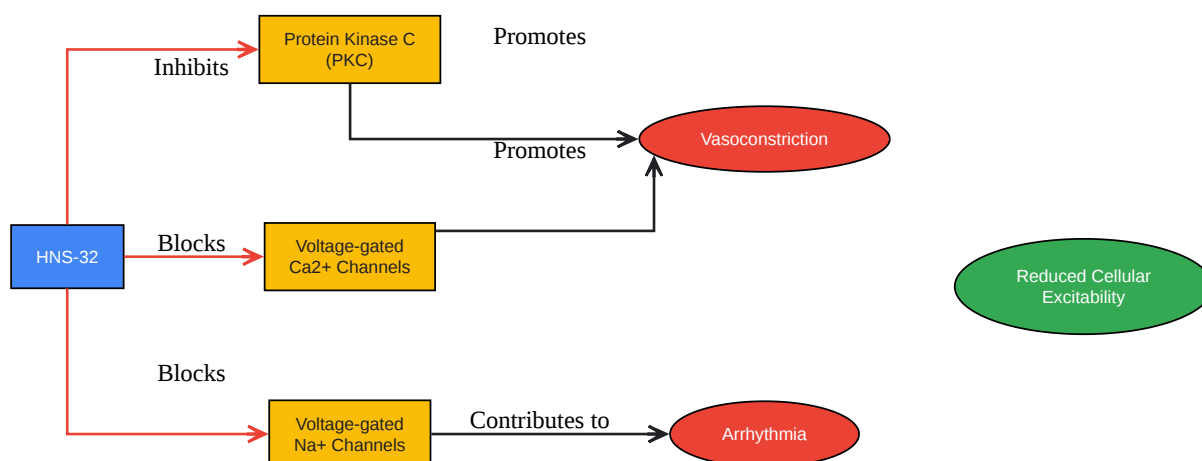 Protein Kinase C
(PKC)
Promotes
Inhibits
Vasoconstriction
Promotes
HNS-32
Blocks
Voltage-gated
Ca2+ Channels
Reduced Cellular
Excitability
Blocks
Voltage-gated
Na+ Channels
Contributes to
Arrhythmia